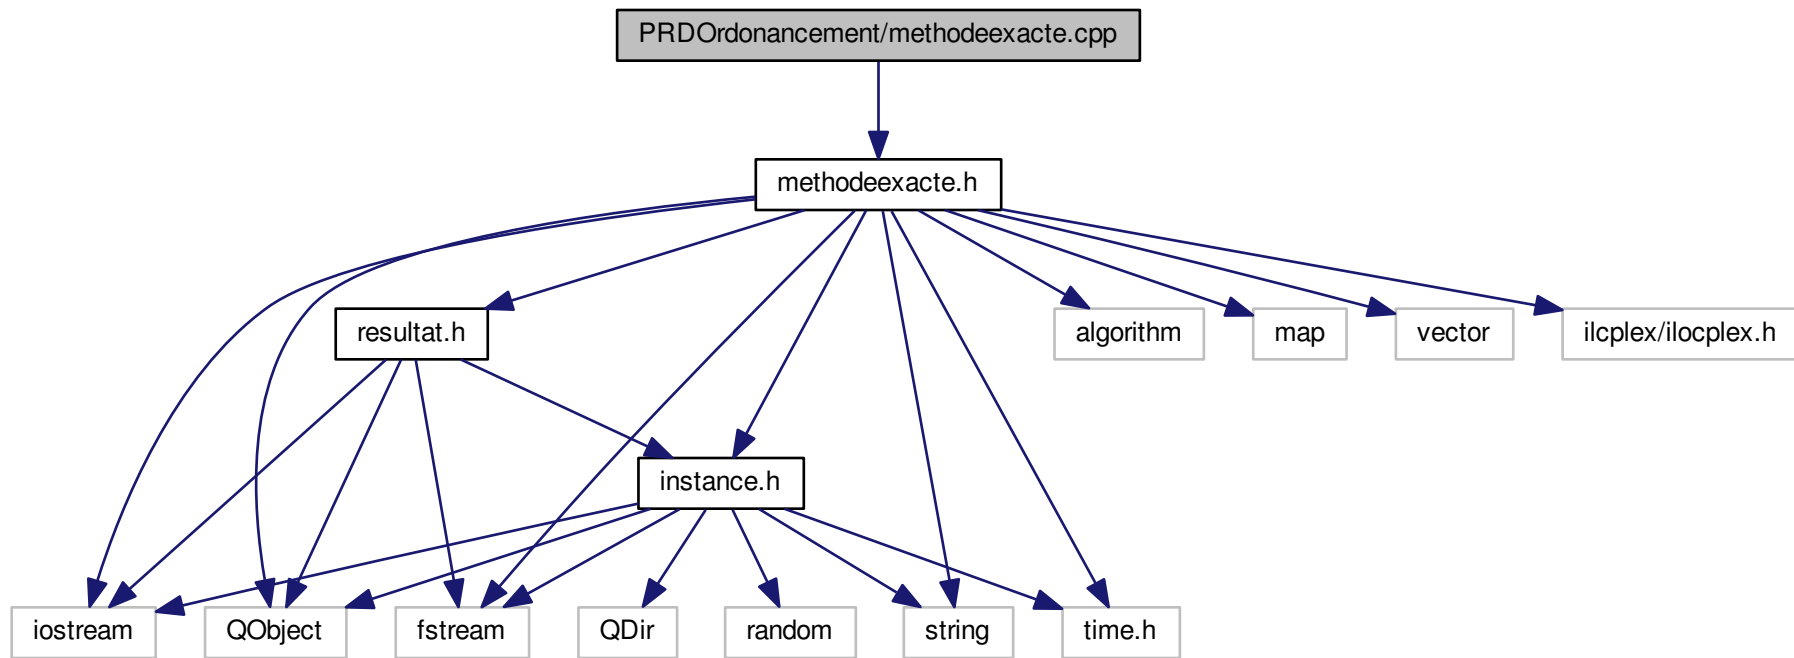 PRDOrdonancement/methodeexacte.cpp
methodeexacte.h
resultat.h
algorithm
map
vector
ilcplex/ilocplex.h
instance.h
iostream
QObject
fstream
QDir
random
string
time.h